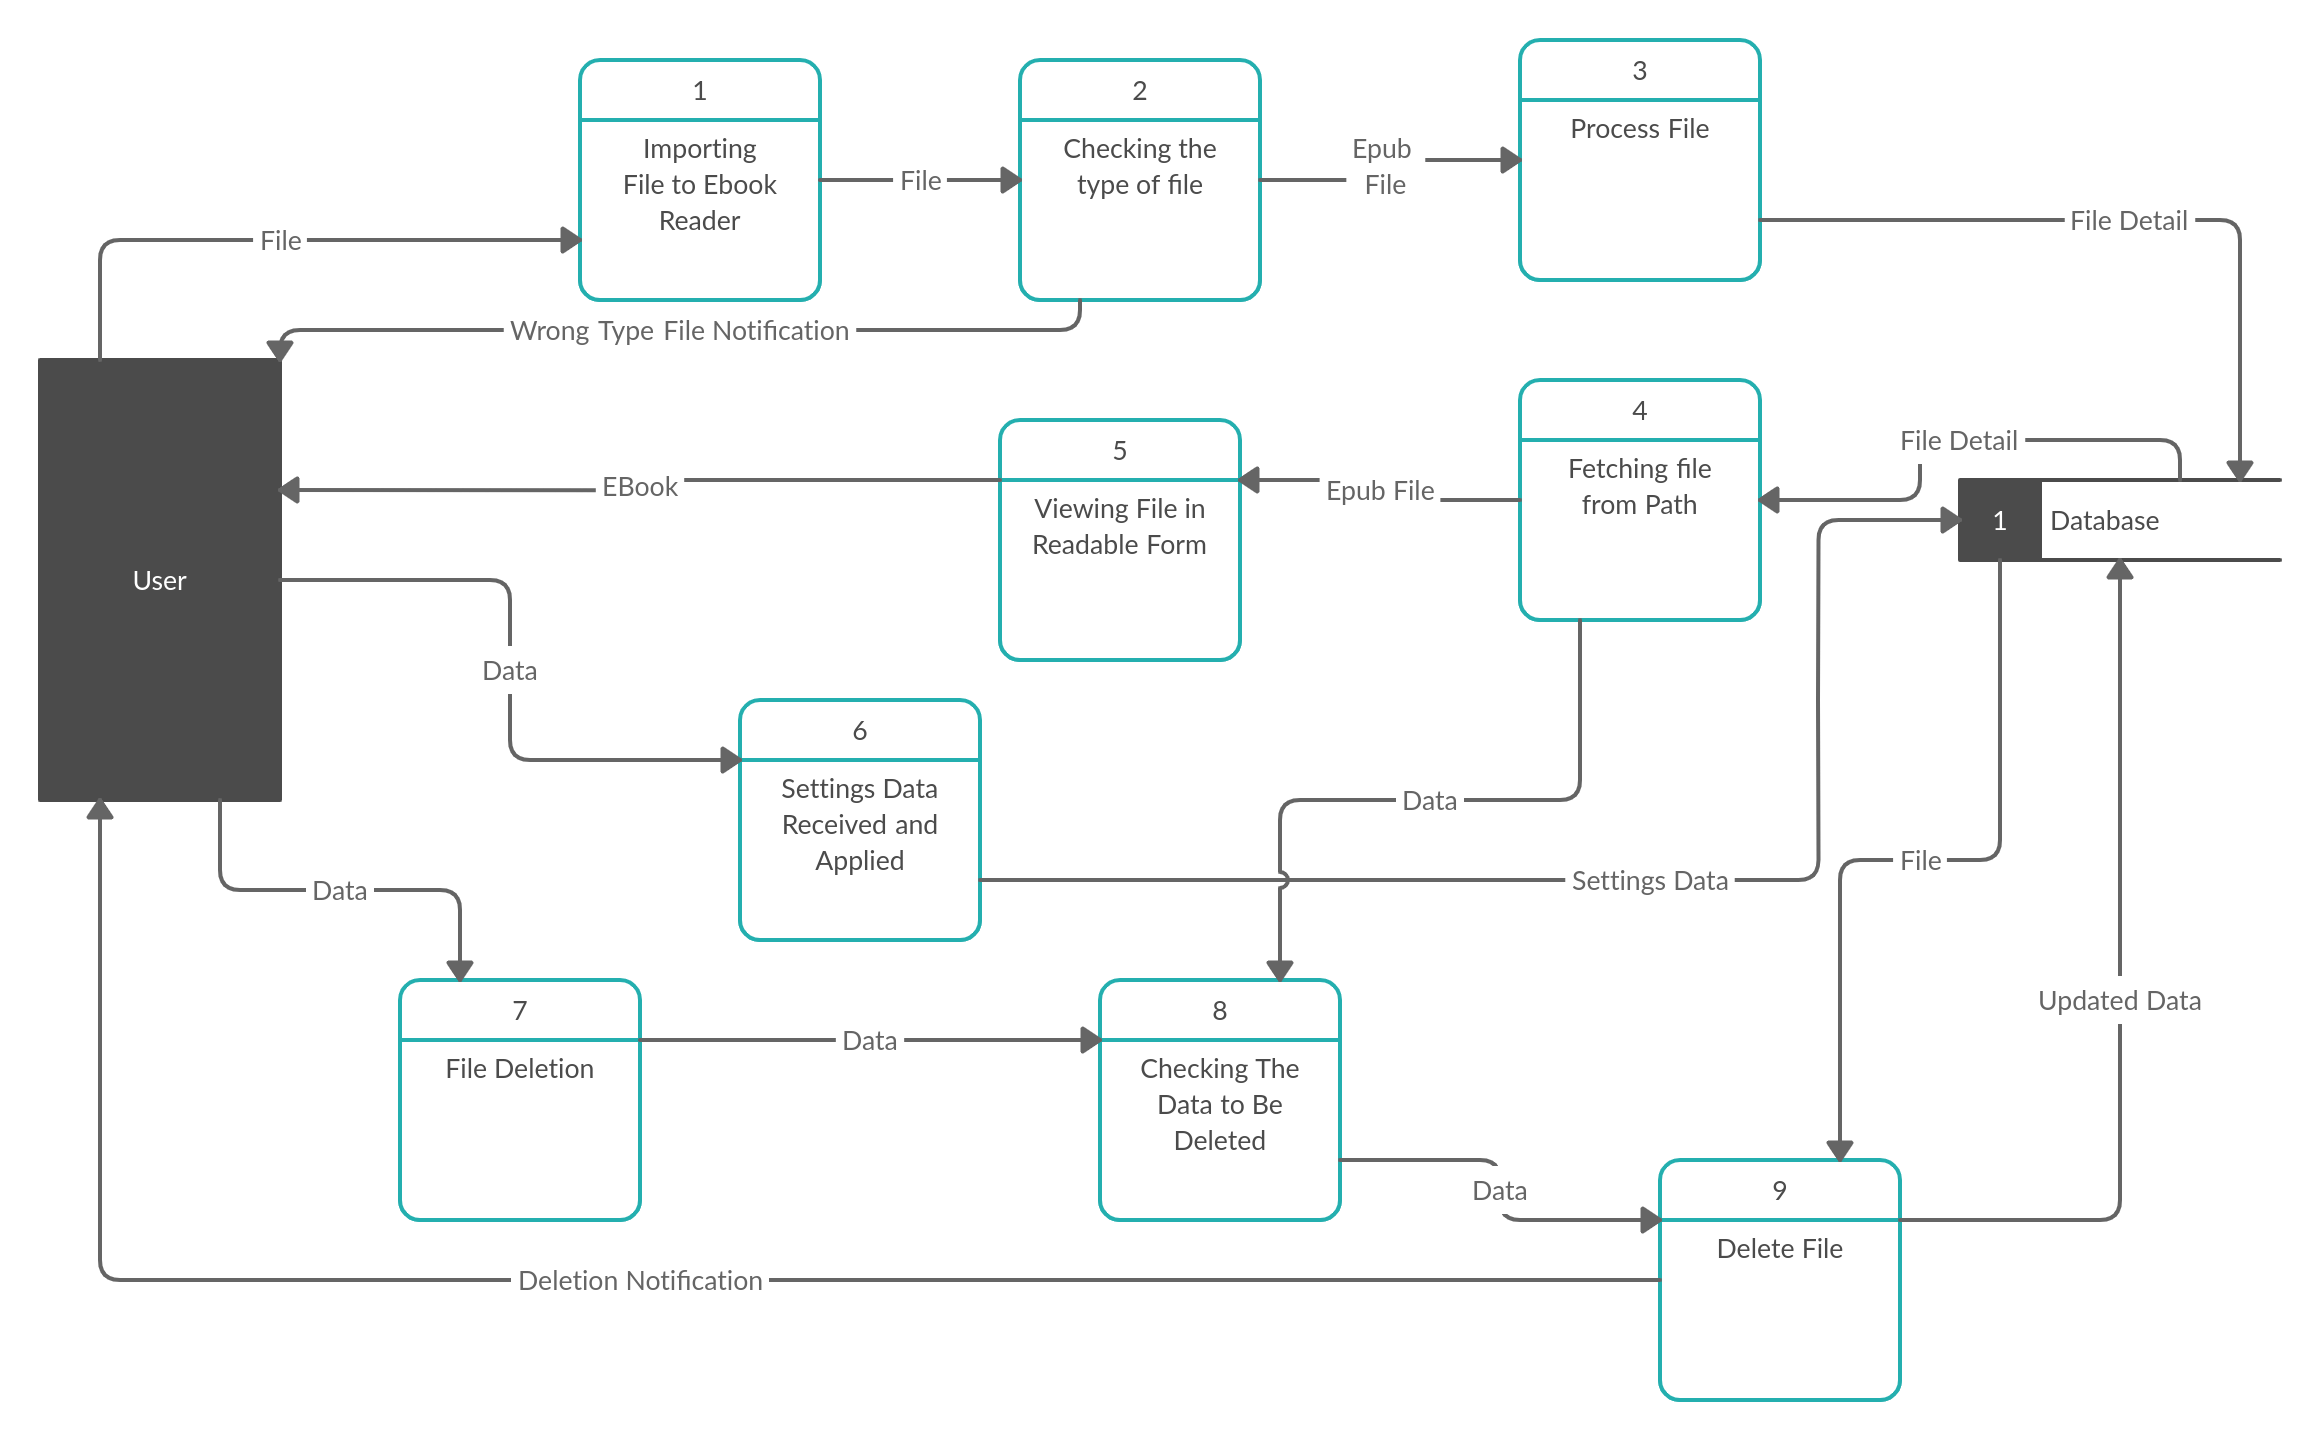 1
Importing
File to Ebook
Reader
2
Checking the
type of file
3
Process File
File
Epub
File
File Detail
File
Wrong Type File Notification
4
Fetching file
from Path
File Detail
5
Viewing File in
Readable Form
EBook
Epub File
1 Database
User
Data
6
Settings Data
Received and
Applied
Data
File
Settings Data
Data
7
File Deletion
Data
8
Checking The
Data to Be
Deleted
Updated Data
Data
9
Delete File
Deletion Notification